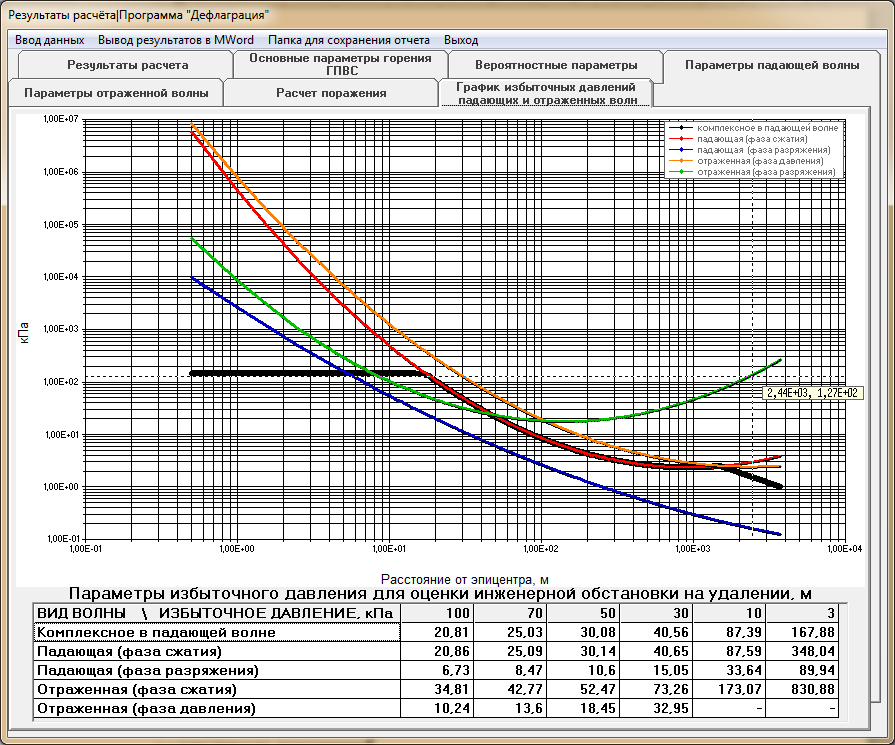 Результаты расчёта|Программа "Дефлаграция"
Ввод данных Вывод результатов в MWord Папка для сохранения отчета Выход
Результаты расчета
Основные параметры горения
ГПВС
Вероятностные параметры
Параметры падающей волны
Параметры отраженной волны
Расчет поражения
График избыточных давлений
падающих и отраженных волн
1,00E+07
1,00E+06
1,00E+05
1,00E+04
1,00E+03
1,00E+02
1,00E+01
1,00E+00
1,00E-01
кПа
комплексное в падающей волне
падающая (фаза сжатия)
падающая (фаза разряжения)
отраженная (фаза давления)
отраженная (фаза разряжения)
2,44E+03, 1,27E+02
1,00E-01 1,00E+00 1,00E+01 1,00E+02 1,00E+03 1,00E+04
Расстояние от эпицентра, м
Параметры избыточного давления для оценки инженерной обстановки на удалении, м
ВИД ВОЛНЫ \ ИЗБЫТОЧНОЕ ДАВЛЕНИЕ, кПа 100 70 50 30 10 3
Комплексное в падающей волне 20,81 25,03 30,08 40,56 87,39 167,88
Падающая (фаза сжатия) 20,86 25,09 30,14 40,65 87,59 348,04
Падающая (фаза разряжения) 6,73 8,47 10,6 15,05 33,64 89,94
Отраженная (фаза сжатия) 34,81 42,77 52,47 73,26 173,07 830,88
Отраженная (фаза давления) 10,24 13,6 18,45 32,95 - -